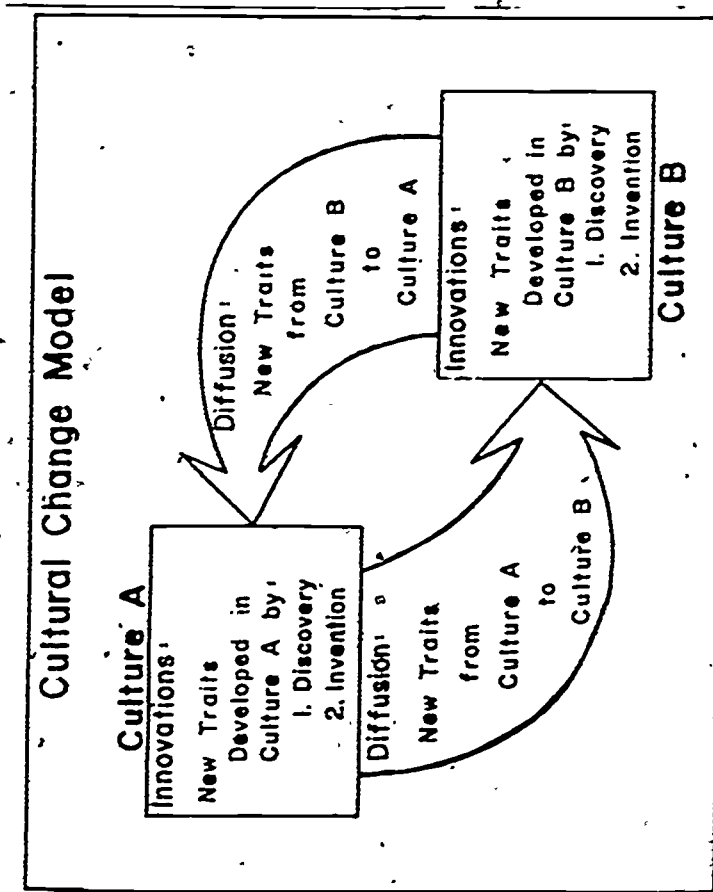 Cultural Change Model
Culture A
Innovations:
New Traits
Developed in
Culture A by:
1. Discovery
2. Invention
Diffusion:
New Traits
from
Culture A
to
Culture B
Diffusion:
New Traits
from
Culture B
to
Culture A
Innovations:
New Traits
Developed in
Culture B by:
1. Discovery
2. Invention
Culture B